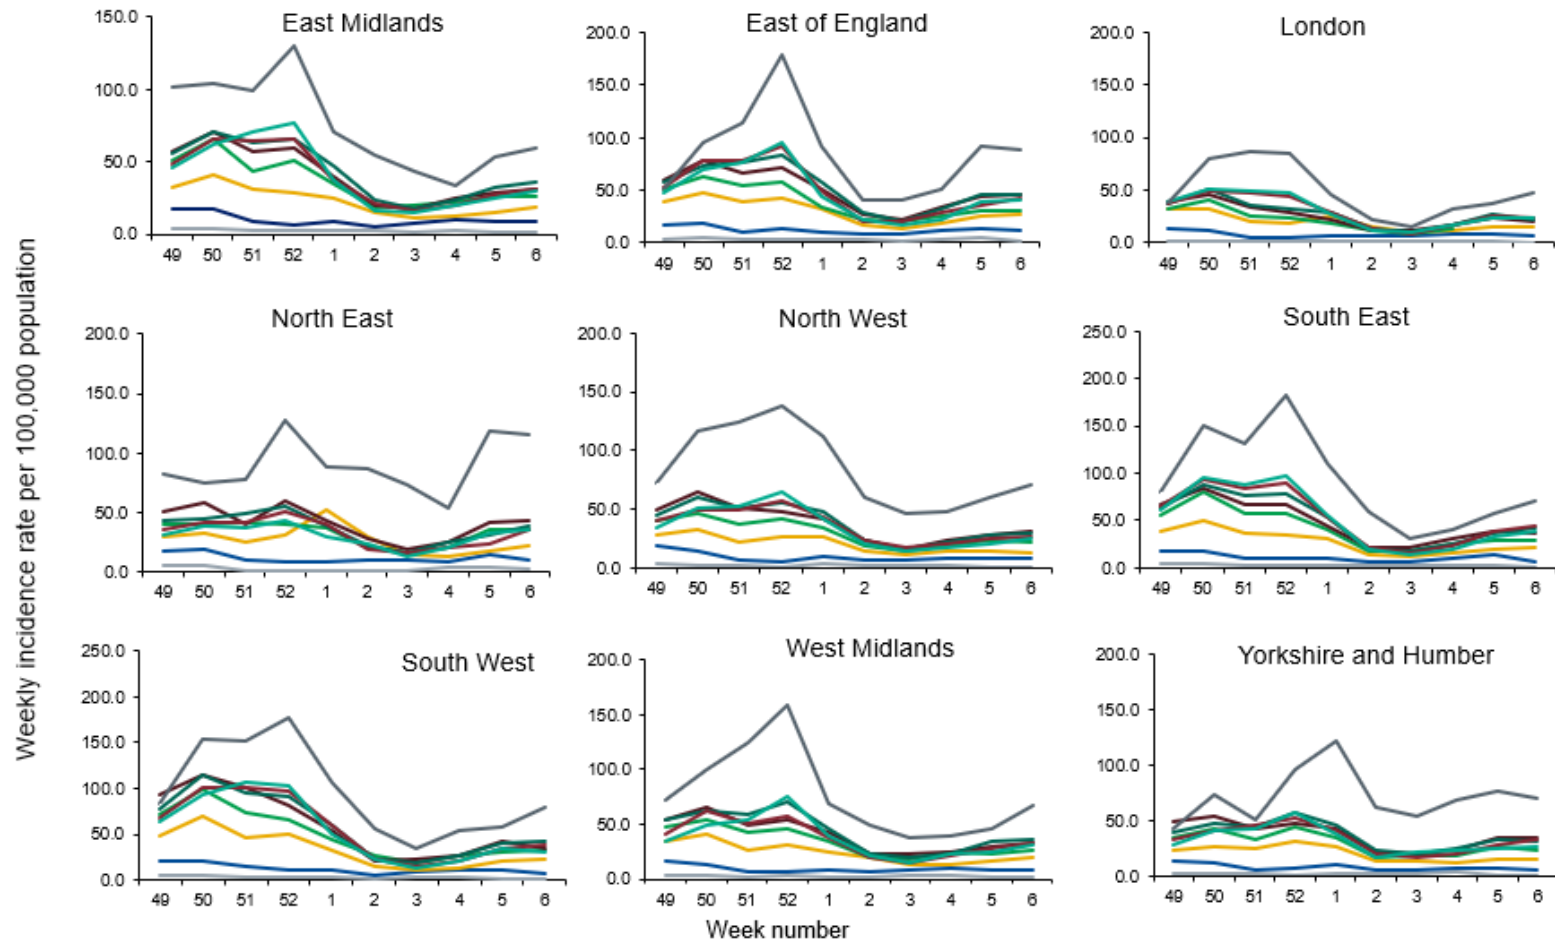 East Midlands
150.0
100.0
50.0
0.0
49 50 51 52 1 2 3 4 5 6
East of England
200.0
150.0
100.0
50.0
0.0
49 50 51 52 1 2 3 4 5 6
London
200.0
150.0
100.0
50.0
0.0
49 50 51 52 1 2 3 4 5 6
Weekly incidence rate per 100,000 population
North East
200.0
150.0
100.0
50.0
0.0
49 50 51 52 1 2 3 4 5 6
North West
200.0
150.0
100.0
50.0
0.0
49 50 51 52 1 2 3 4 5 6
South East
250.0
200.0
150.0
100.0
50.0
0.0
49 50 51 52 1 2 3 4 5 6
South West
250.0
200.0
150.0
100.0
50.0
0.0
49 50 51 52 1 2 3 4 5 6
West Midlands
200.0
150.0
100.0
50.0
0.0
49 50 51 52 1 2 3 4 5 6
Yorkshire and Humber
200.0
150.0
100.0
50.0
0.0
49 50 51 52 1 2 3 4 5 6
Week number